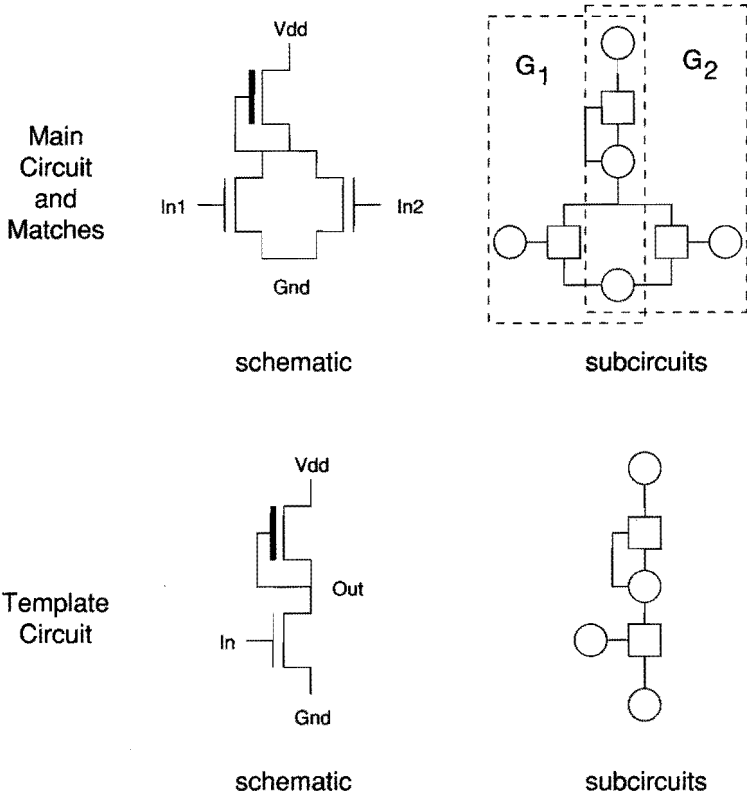 Vdd
G1
G2
Main
Circuit
and
Matches
In1
In2
Gnd
schematic
subcircuits
Vdd
Template
Circuit
Out
In
Gnd
schematic
subcircuits